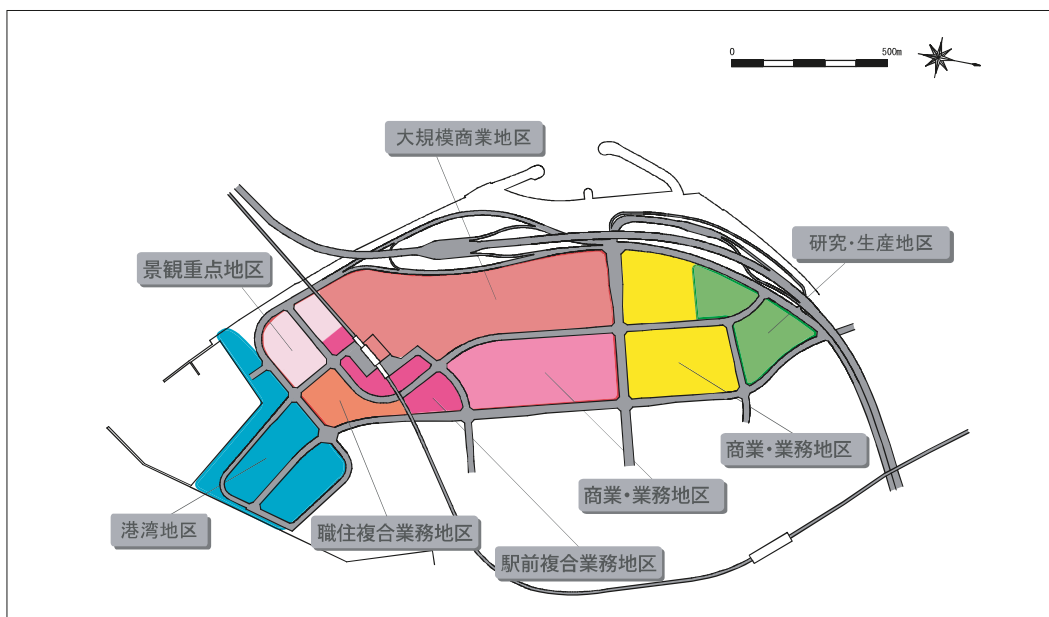 0 500m
大規模商業地区
研究・生産地区
景観重点地区
商業・業務地区
商業・業務地区
港湾地区
職住複合業務地区
駅前複合業務地区